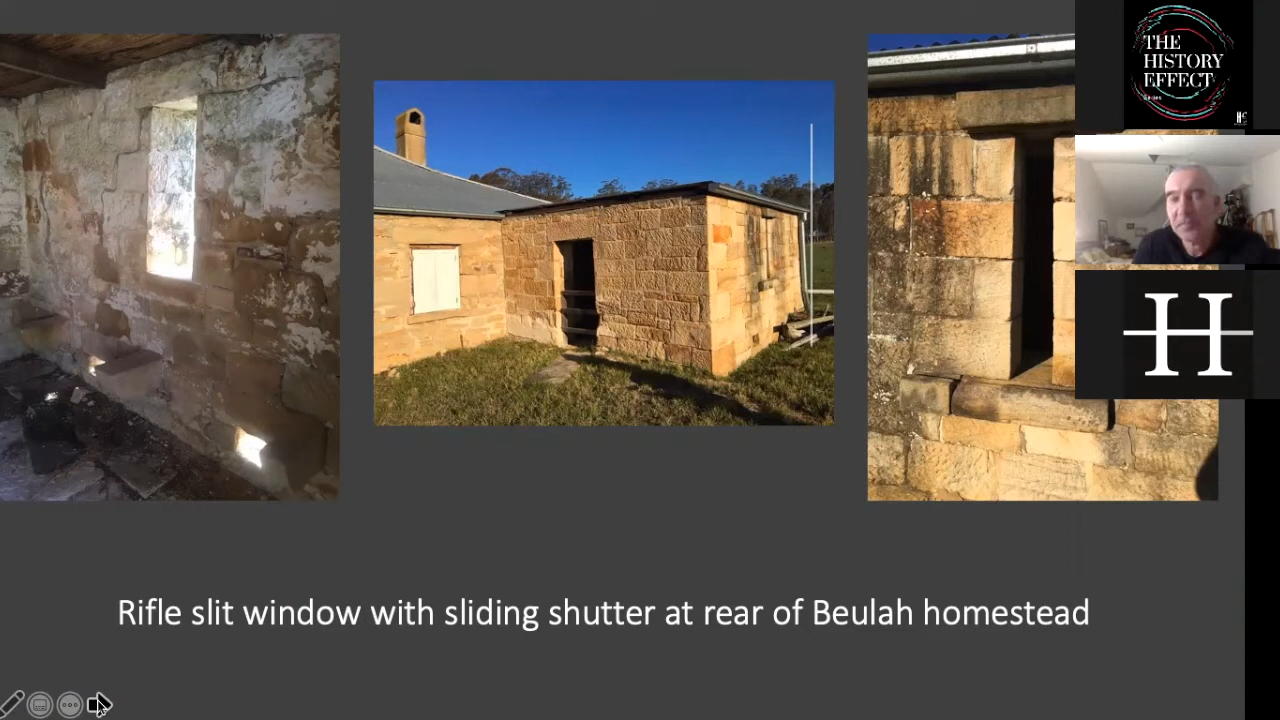 THE
HISTORY
EFFECT
H
Rifle slit window with sliding shutter at rear of Beulah homestead